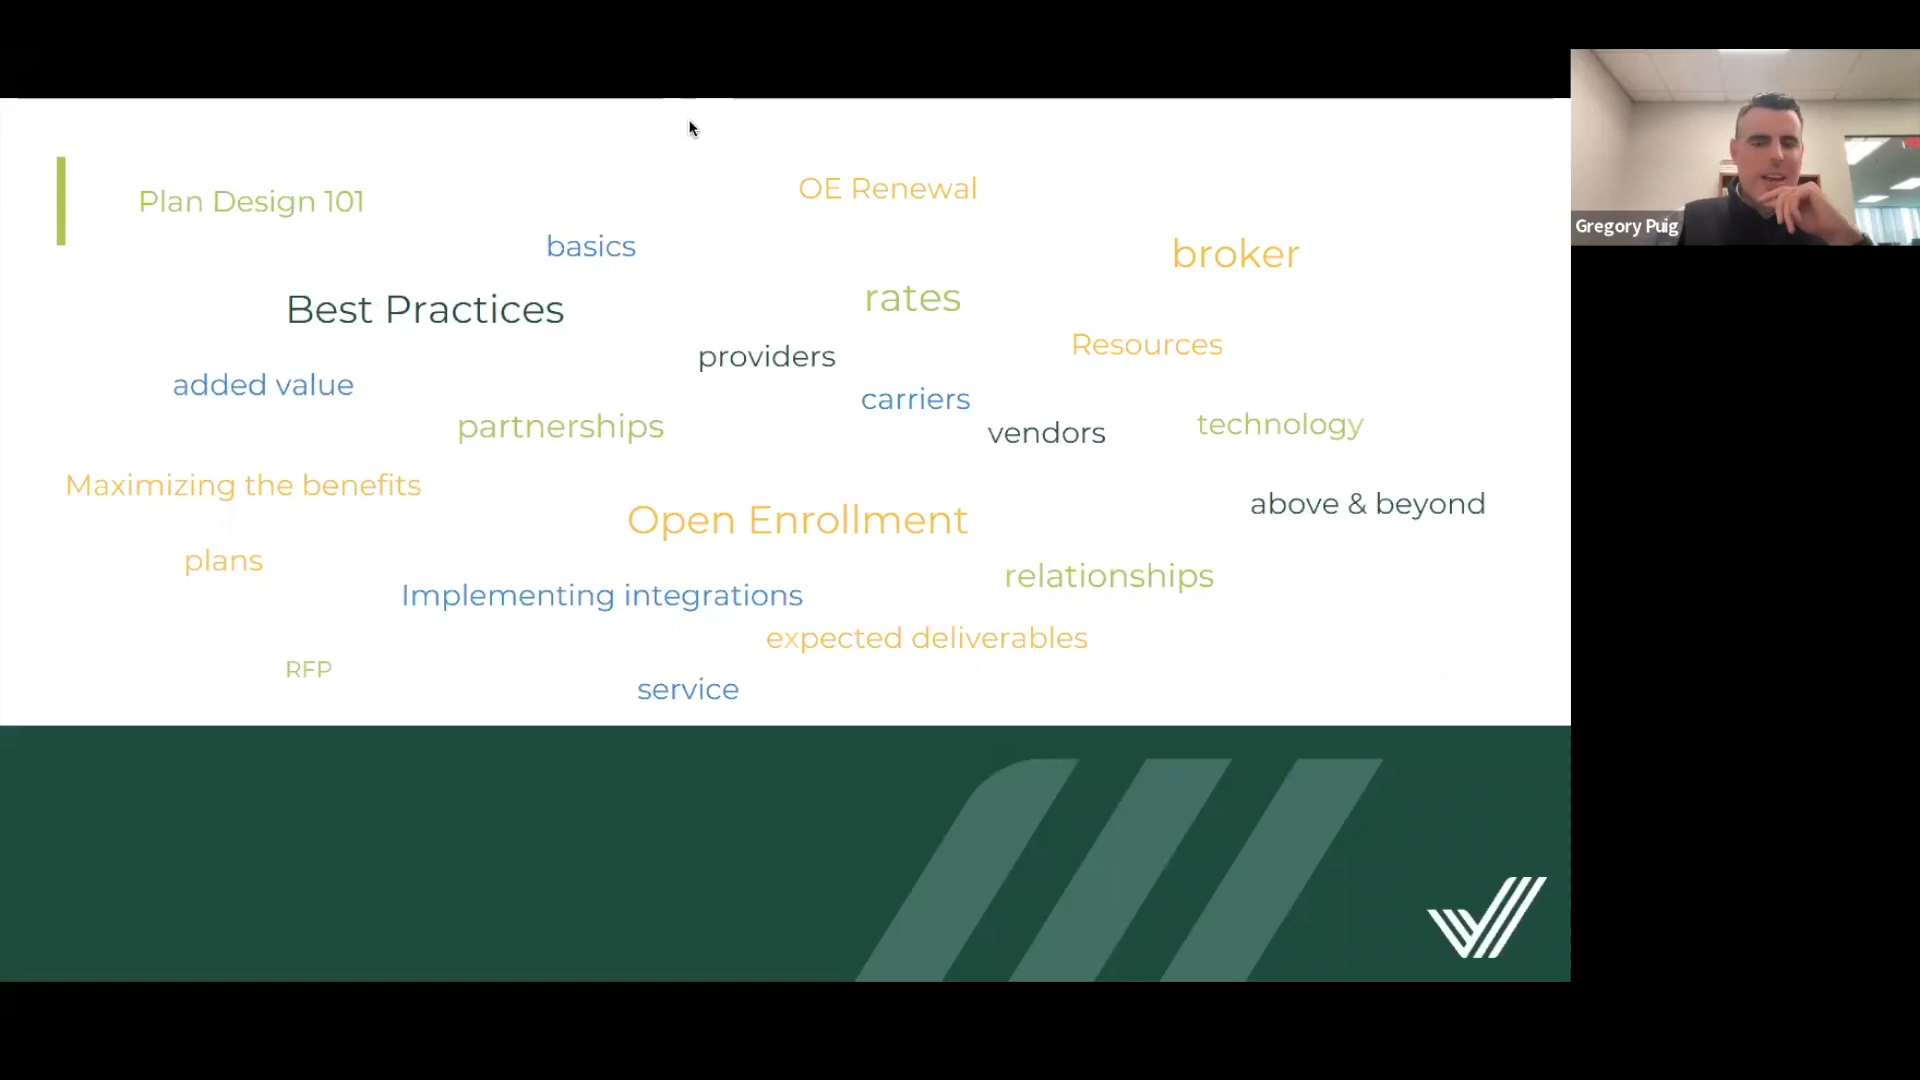 Plan Design 101
OE Renewal
basics
broker
Best Practices
rates
Resources
providers
added value
carriers
partnerships
vendors
technology
Maximizing the benefits
above & beyond
Open Enrollment
plans
relationships
Implementing integrations
expected deliverables
RFP
service
Gregory Puig